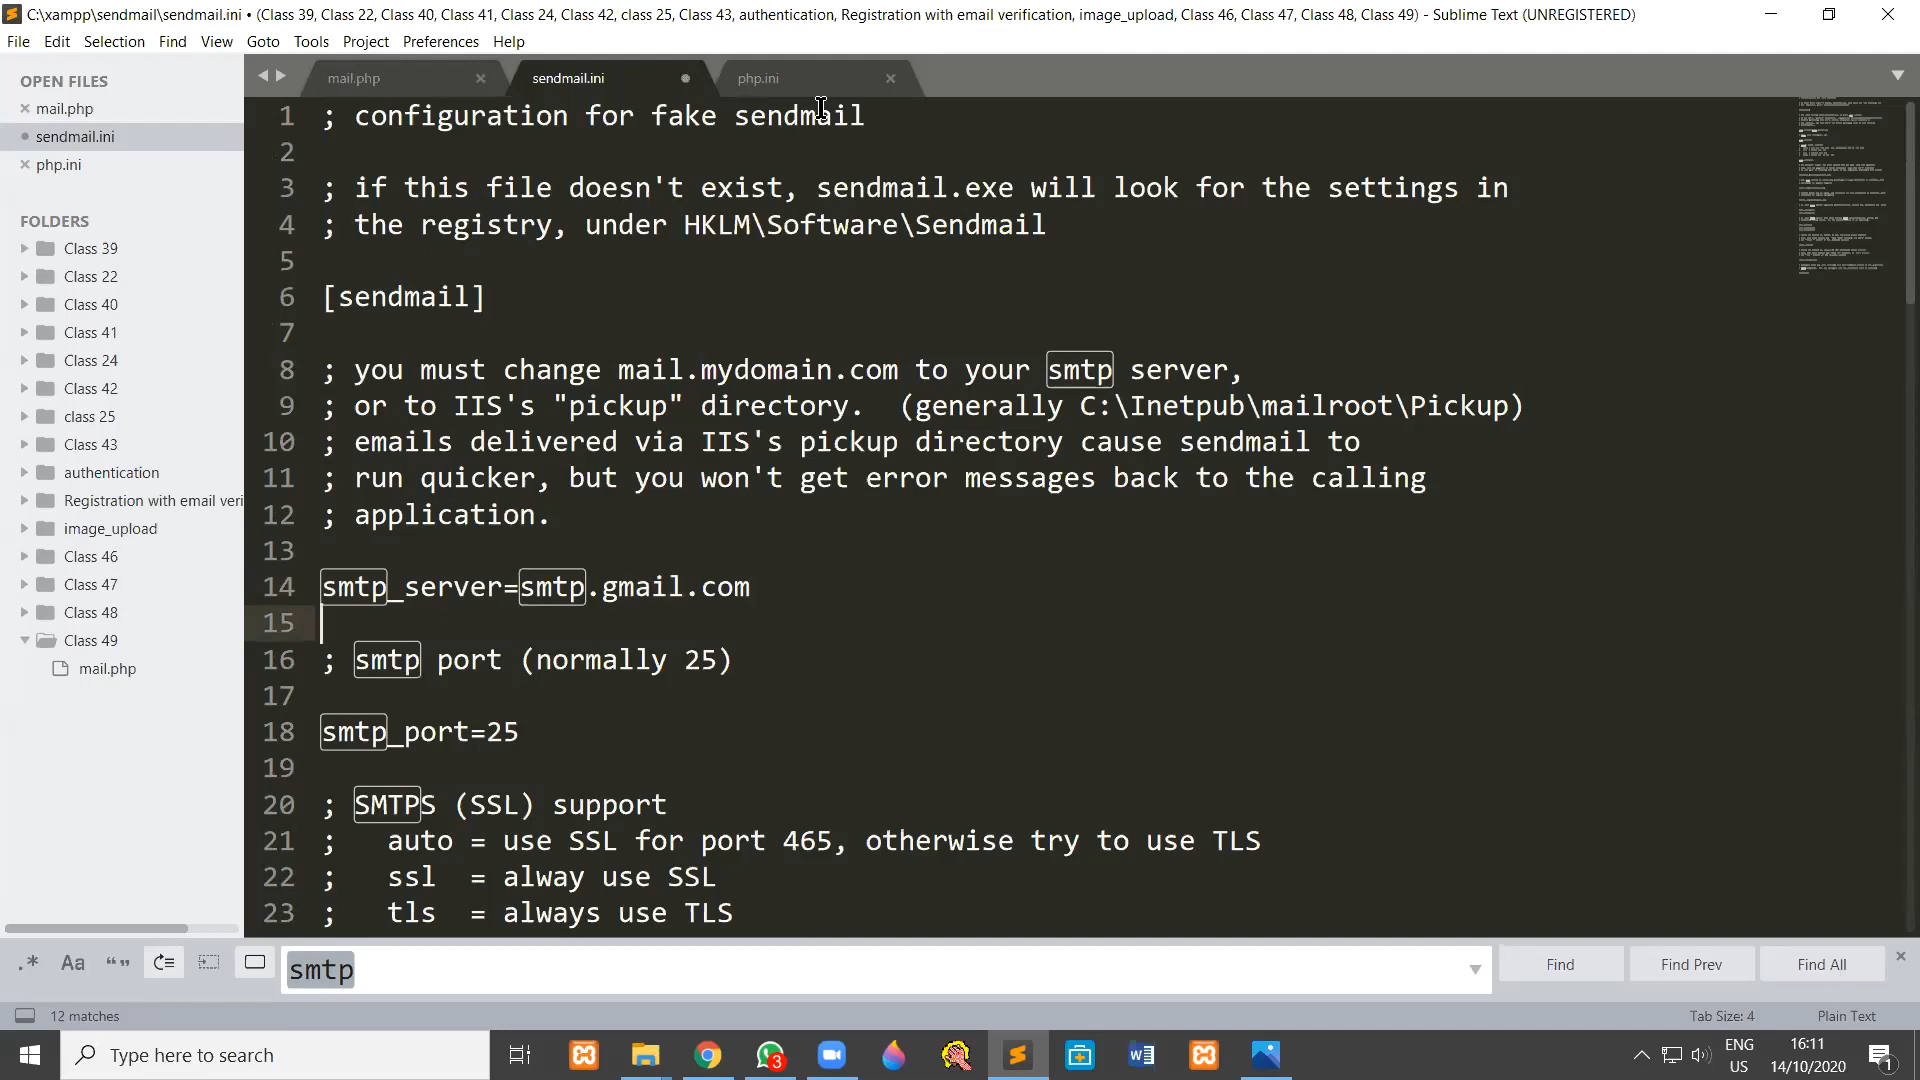 C:\xampp\sendmail\sendmail.ini • (Class 39, Class 22, Class 40, Class 41, Class 24, Class 42, class 25, Class 43, authentication, Registration with email verification, image_upload, Class 46, Class 47, Class 48, Class 49) - Sublime Text (UNREGISTERED)
File Edit Selection Find View Goto Tools Project Preferences Help
OPEN FILES
mail.php
sendmail.ini
php.ini
FOLDERS
Class 39
Class 22
Class 40
Class 41
Class 24
Class 42
class 25
Class 43
authentication
Registration with email veri
image_upload
Class 46
Class 47
Class 48
Class 49
mail.php
mail.php sendmail.ini php.ini
1 ; configuration for fake sendmail
2
3 ; if this file doesn't exist, sendmail.exe will look for the settings in
4 ; the registry, under HKLM\Software\Sendmail
5
6 [sendmail]
7
8 ; you must change mail.mydomain.com to your smtp server,
9 ; or to IIS's "pickup" directory.  (generally C:\Inetpub\mailroot\Pickup)
10 ; emails delivered via IIS's pickup directory cause sendmail to
11 ; run quicker, but you won't get error messages back to the calling
12 ; application.
13
14 smtp_server=smtp.gmail.com
15
16 ; smtp port (normally 25)
17
18 smtp_port=25
19
20 ; SMTPS (SSL) support
21 ;   auto = use SSL for port 465, otherwise try to use TLS
22 ;   ssl  = alway use SSL
23 ;   tls  = always use TLS
.* Aa “” smtp Find Find Prev Find All
12 matches Tab Size: 4 Plain Text
Type here to search
3
ENG
US
16:11
14/10/2020
1